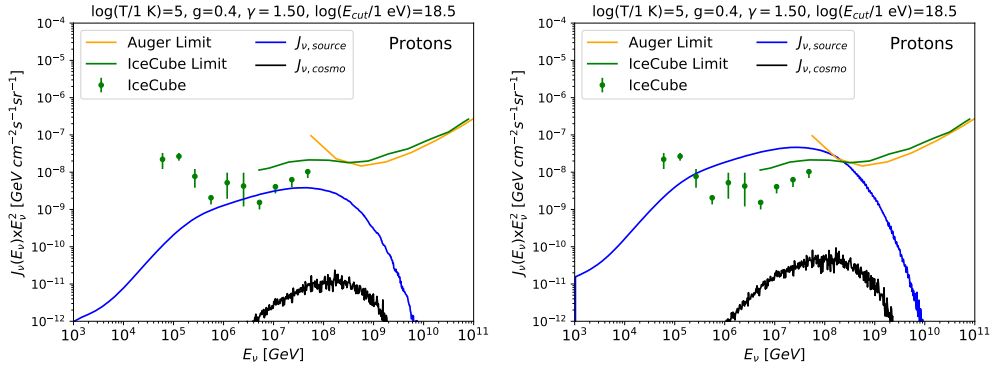 log(T/1 K)=5, g=0.4, γ = 1.50, log(E_cut/1 eV)=18.5
Protons
Auger Limit
IceCube Limit
IceCube
J_ν,source
J_ν,cosmo
J_ν(E_ν)xE_ν^2 [GeV cm^−2 s^−1 sr^−1]
10^−4
10^−5
10^−6
10^−7
10^−8
10^−9
10^−10
10^−11
10^−12
10^3 10^4 10^5 10^6 10^7 10^8 10^9 10^10 10^11
E_ν [GeV]
log(T/1 K)=5, g=0.4, γ = 1.50, log(E_cut/1 eV)=18.5
Protons
Auger Limit
IceCube Limit
IceCube
J_ν,source
J_ν,cosmo
J_ν(E_ν)xE_ν^2 [GeV cm^−2 s^−1 sr^−1]
10^−4
10^−5
10^−6
10^−7
10^−8
10^−9
10^−10
10^−11
10^−12
10^3 10^4 10^5 10^6 10^7 10^8 10^9 10^10 10^11
E_ν [GeV]